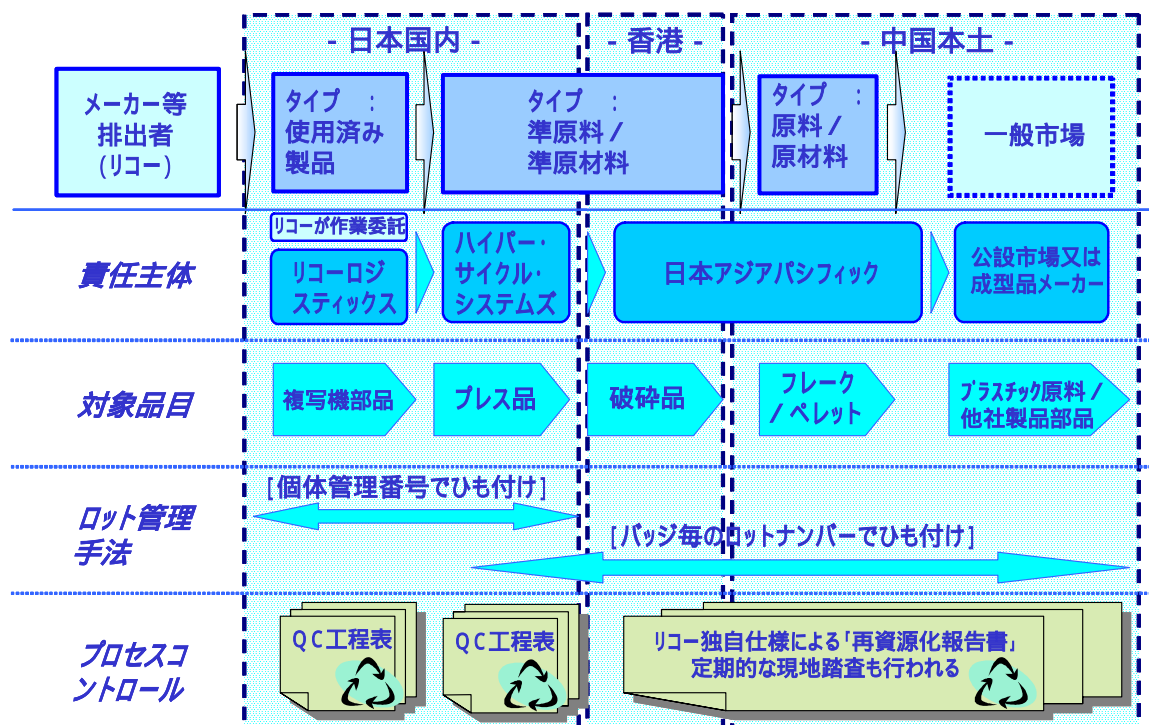 - 日本国内 -
- 香港 -
- 中国本土 -
メーカー等
排出者
(リコー)
タイプ :
使用済み
製品
タイプ :
準原料 /
準原材料
タイプ :
原料 /
原材料
一般市場
責任主体
リコーが作業委託
リコーロジ
スティックス
ハイパー・
サイクル・
システムズ
日本アジアパシフィック
公設市場又は
成型品メーカー
対象品目
複写機部品
プレス品
破砕品
フレーク
/ ペレット
プラスチック原料 /
他社製品部品
ロット管理
手法
[個体管理番号でひも付け]
[バッジ毎のロットナンバーでひも付け]
プロセスコ
ントロール
QC工程表
QC工程表
リコー独自仕様による「再資源化報告書」
定期的な現地踏査も行われる